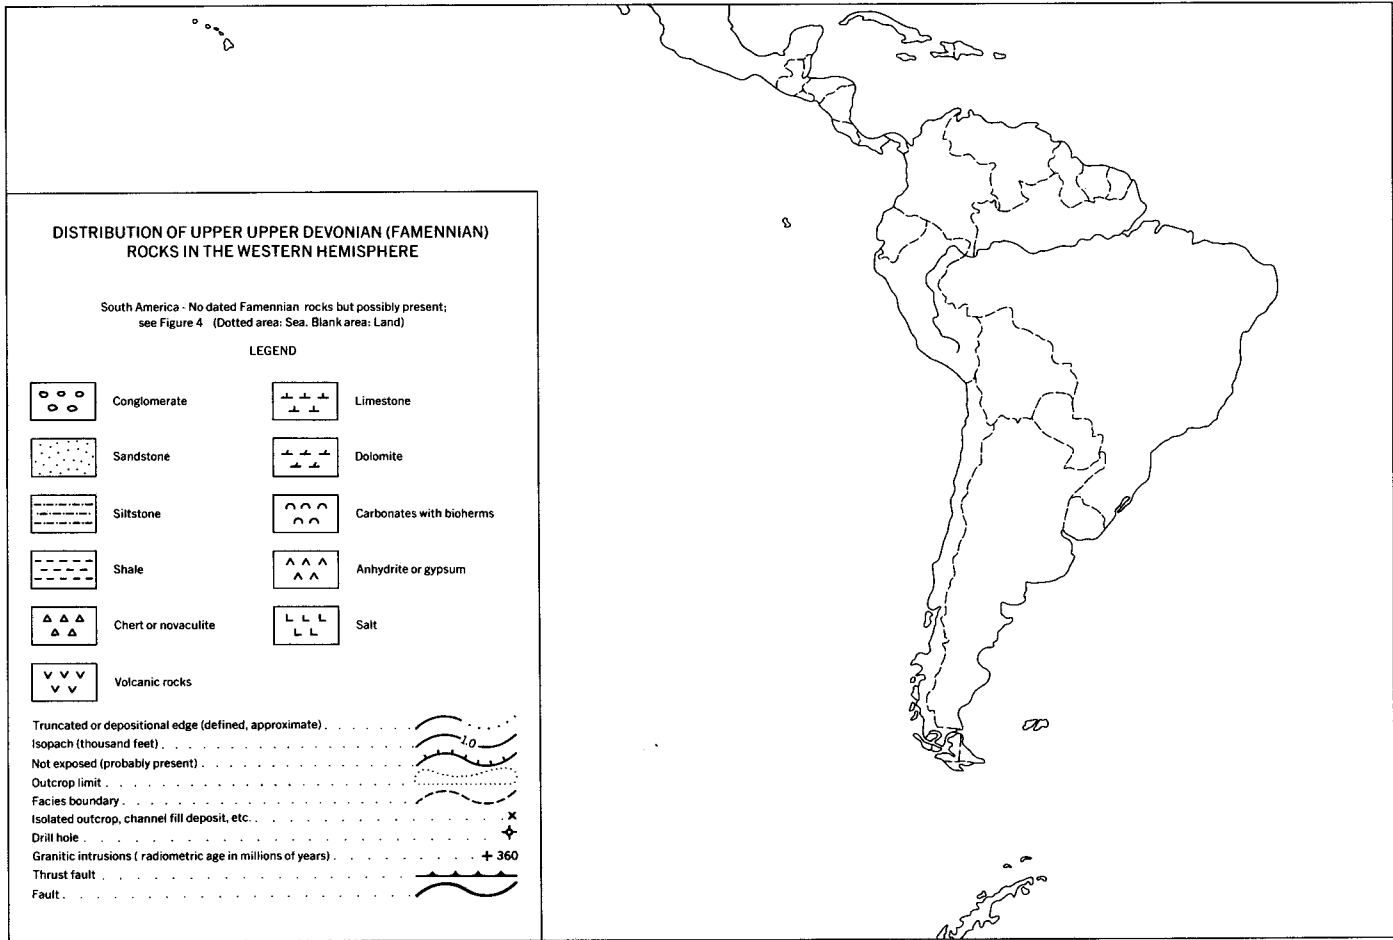 DISTRIBUTION OF UPPER UPPER DEVONIAN (FAMENNIAN)
ROCKS IN THE WESTERN HEMISPHERE
South America - No dated Famennian rocks but possibly present;
see Figure 4 (Dotted area: Sea. Blank area: Land)
LEGEND
Conglomerate
Limestone
Sandstone
Dolomite
Siltstone
Carbonates with bioherms
Shale
Anhydrite or gypsum
Chert or novaculite
Salt
Volcanic rocks
Truncated or depositional edge (defined, approximate)
Isopach (thousand feet) 1.0
Not exposed (probably present)
Outcrop limit
Facies boundary
Isolated outcrop, channel fill deposit, etc.
Drill hole
Granitic intrusions ( radiometric age in millions of years) + 360
Thrust fault
Fault